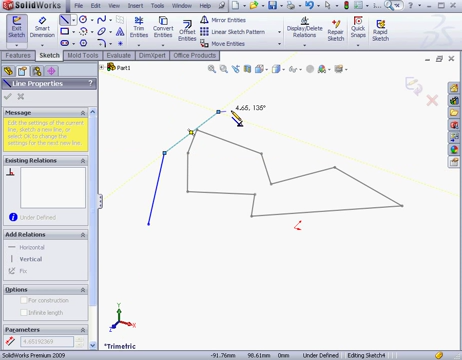 SolidWorks
File Edit View Insert Tools Window Help
Exit Sketch
Smart Dimension
Trim Entities
Convert Entities
Offset Entities
Mirror Entities
Linear Sketch Pattern
Move Entities
Display/Delete Relations
Repair Sketch
Quick Snaps
Rapid Sketch
Features Sketch Mold Tools Evaluate DimXpert Office Products
Part1
Line Properties
Message
Edit the settings of the current line, sketch a new line, or select OK to change the settings for the next new line.
Existing Relations
Under Defined
Add Relations
Horizontal
Vertical
Fix
Options
For construction
Infinite length
Parameters
4.65, 135°
Y
X
Z
*Trimetric
SolidWorks Premium 2009
-91.76mm 98.61mm 0mm Under Defined Editing Sketch4